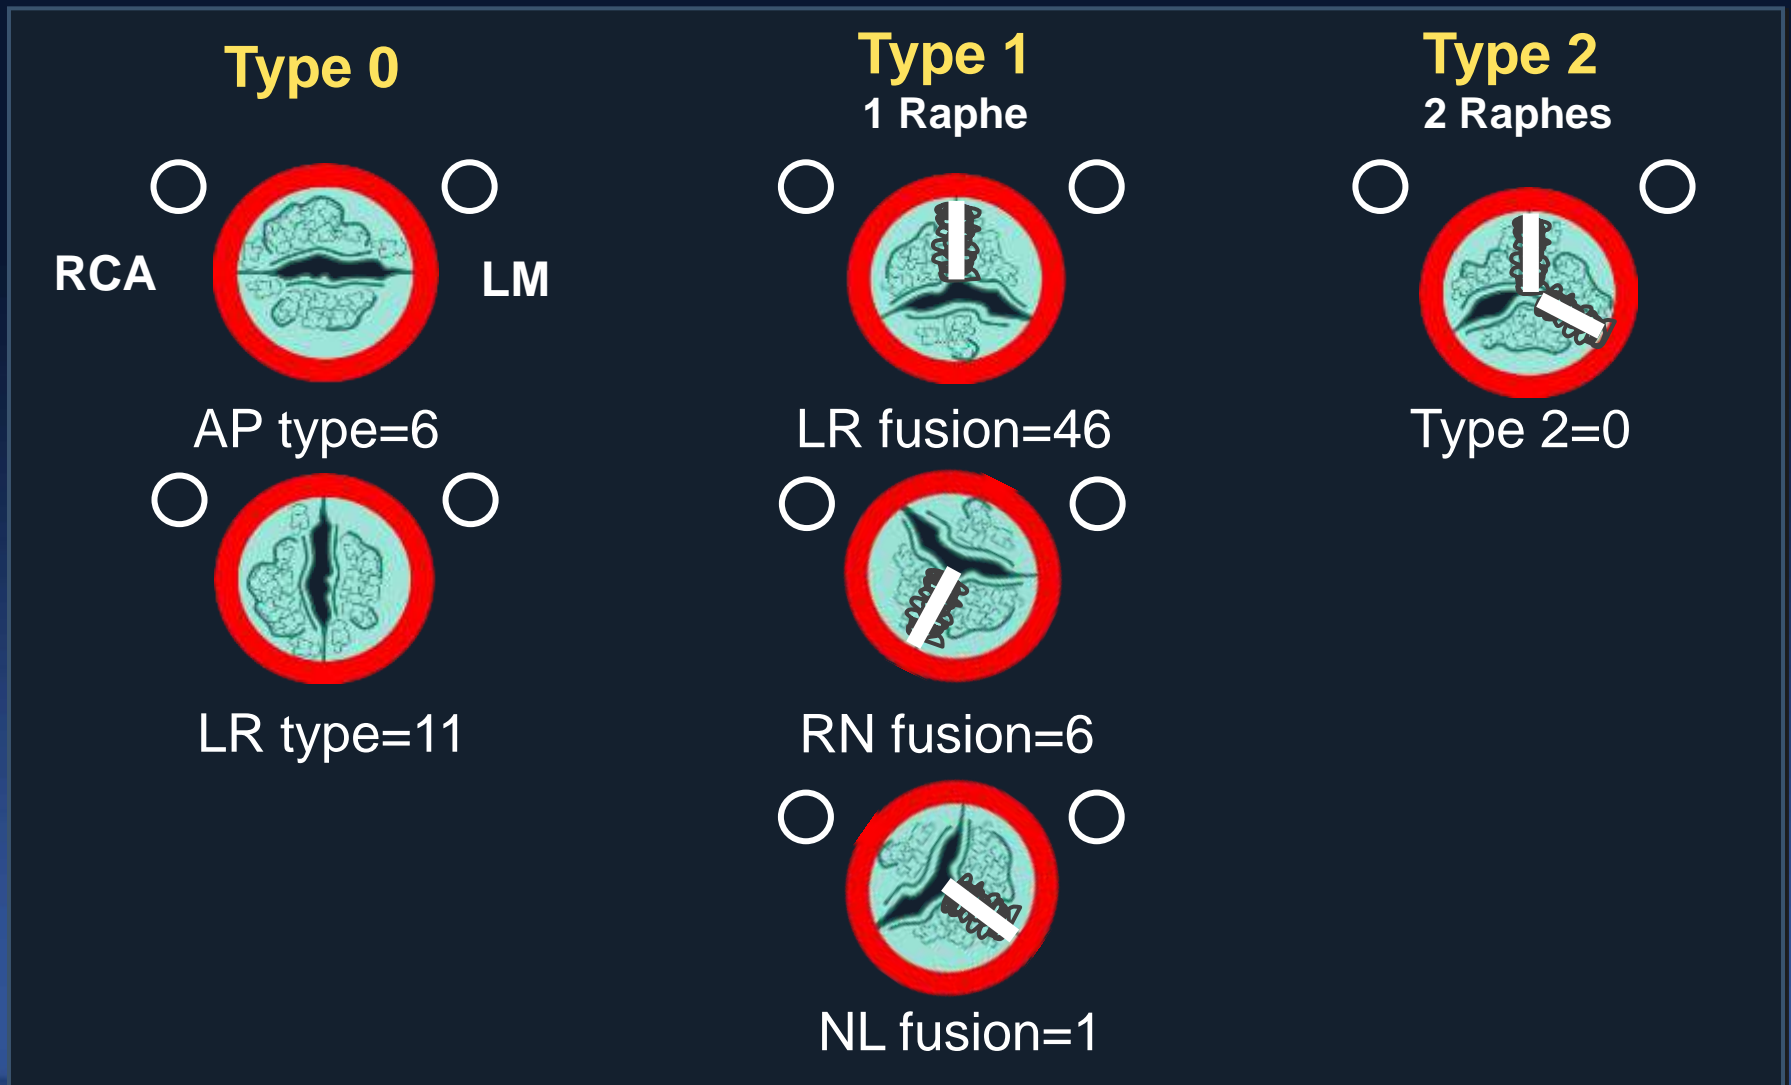 Type 0
RCA
LM
AP type=6
LR type=11
Type 1
1 Raphe
LR fusion=46
RN fusion=6
NL fusion=1
Type 2
2 Raphes
Type 2=0